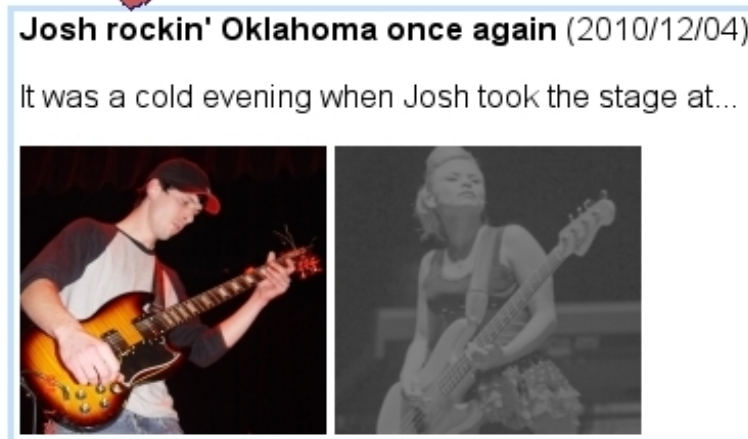 Josh rockin' Oklahoma once again (2010/12/04)
It was a cold evening when Josh took the stage at...